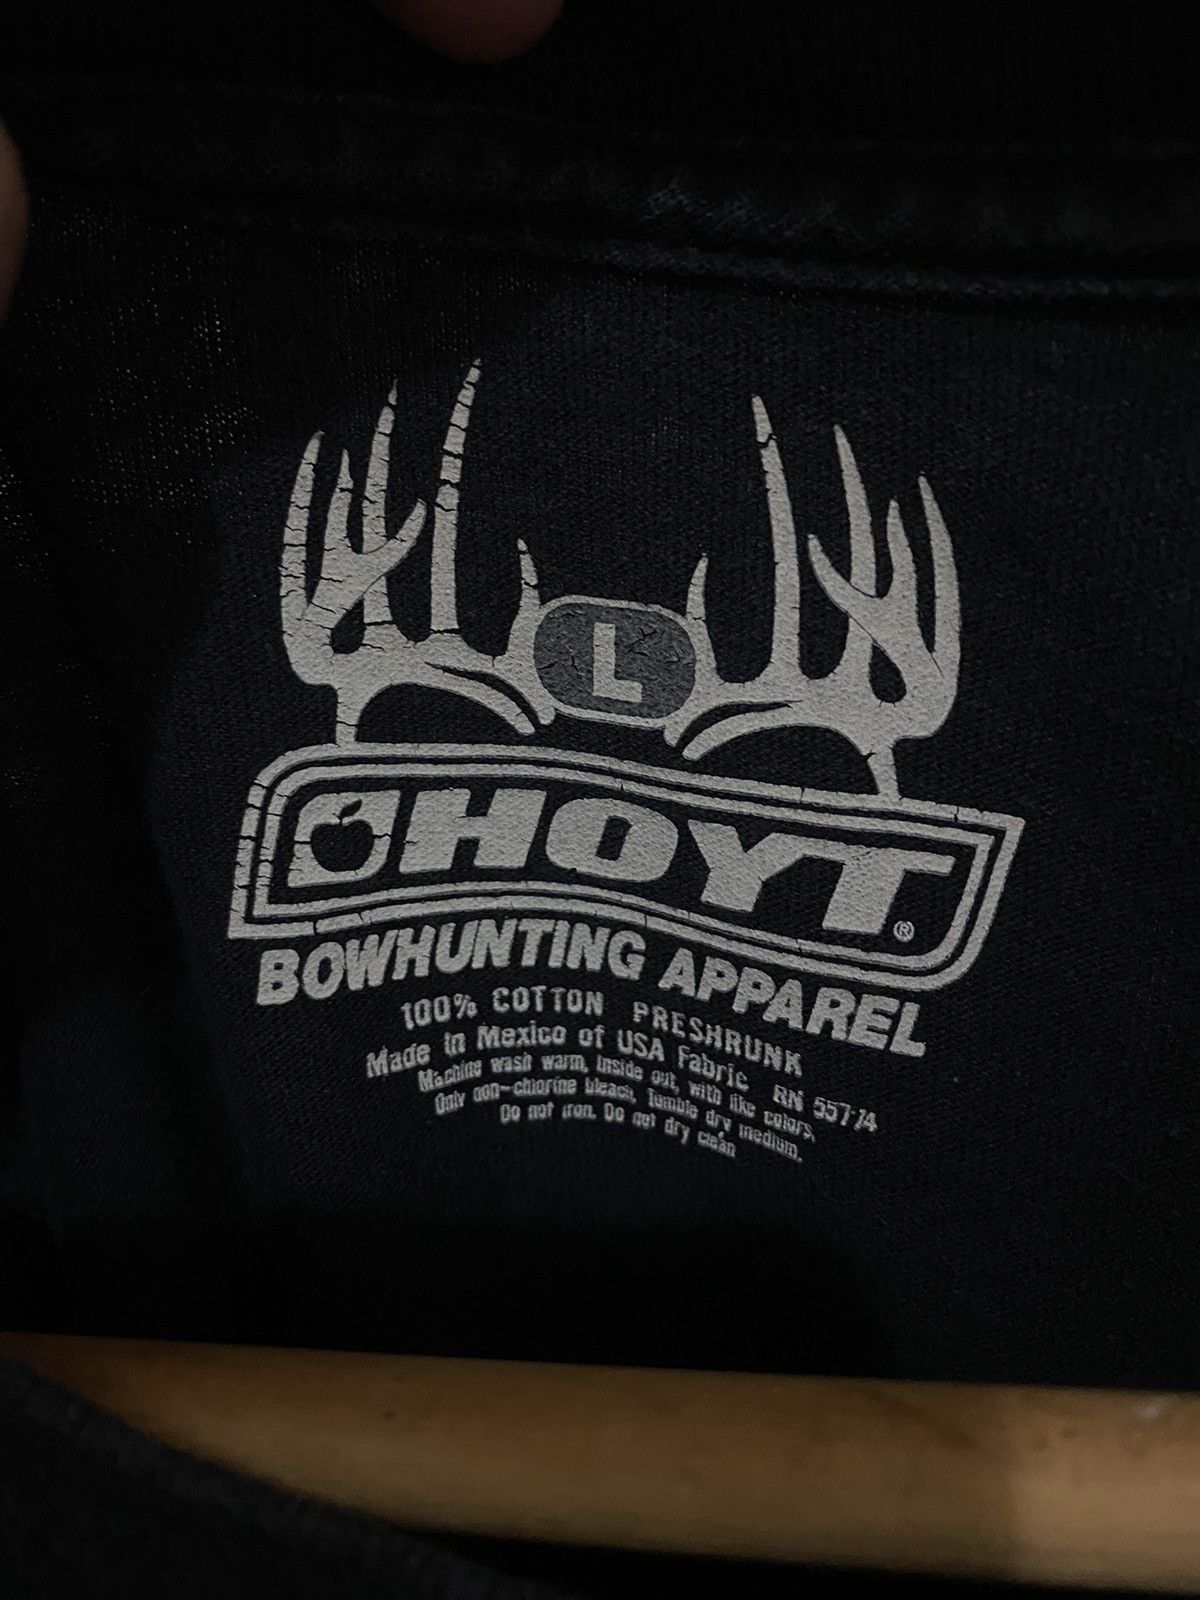 L
HOYT®
BOWHUNTING APPAREL
100% COTTON PRESHRUNK
Made in Mexico of USA Fabric RN 55774
Machine wash warm, inside out, with like colors.
Only non-chlorine bleach. Tumble dry medium.
Do not iron. Do not dry clean